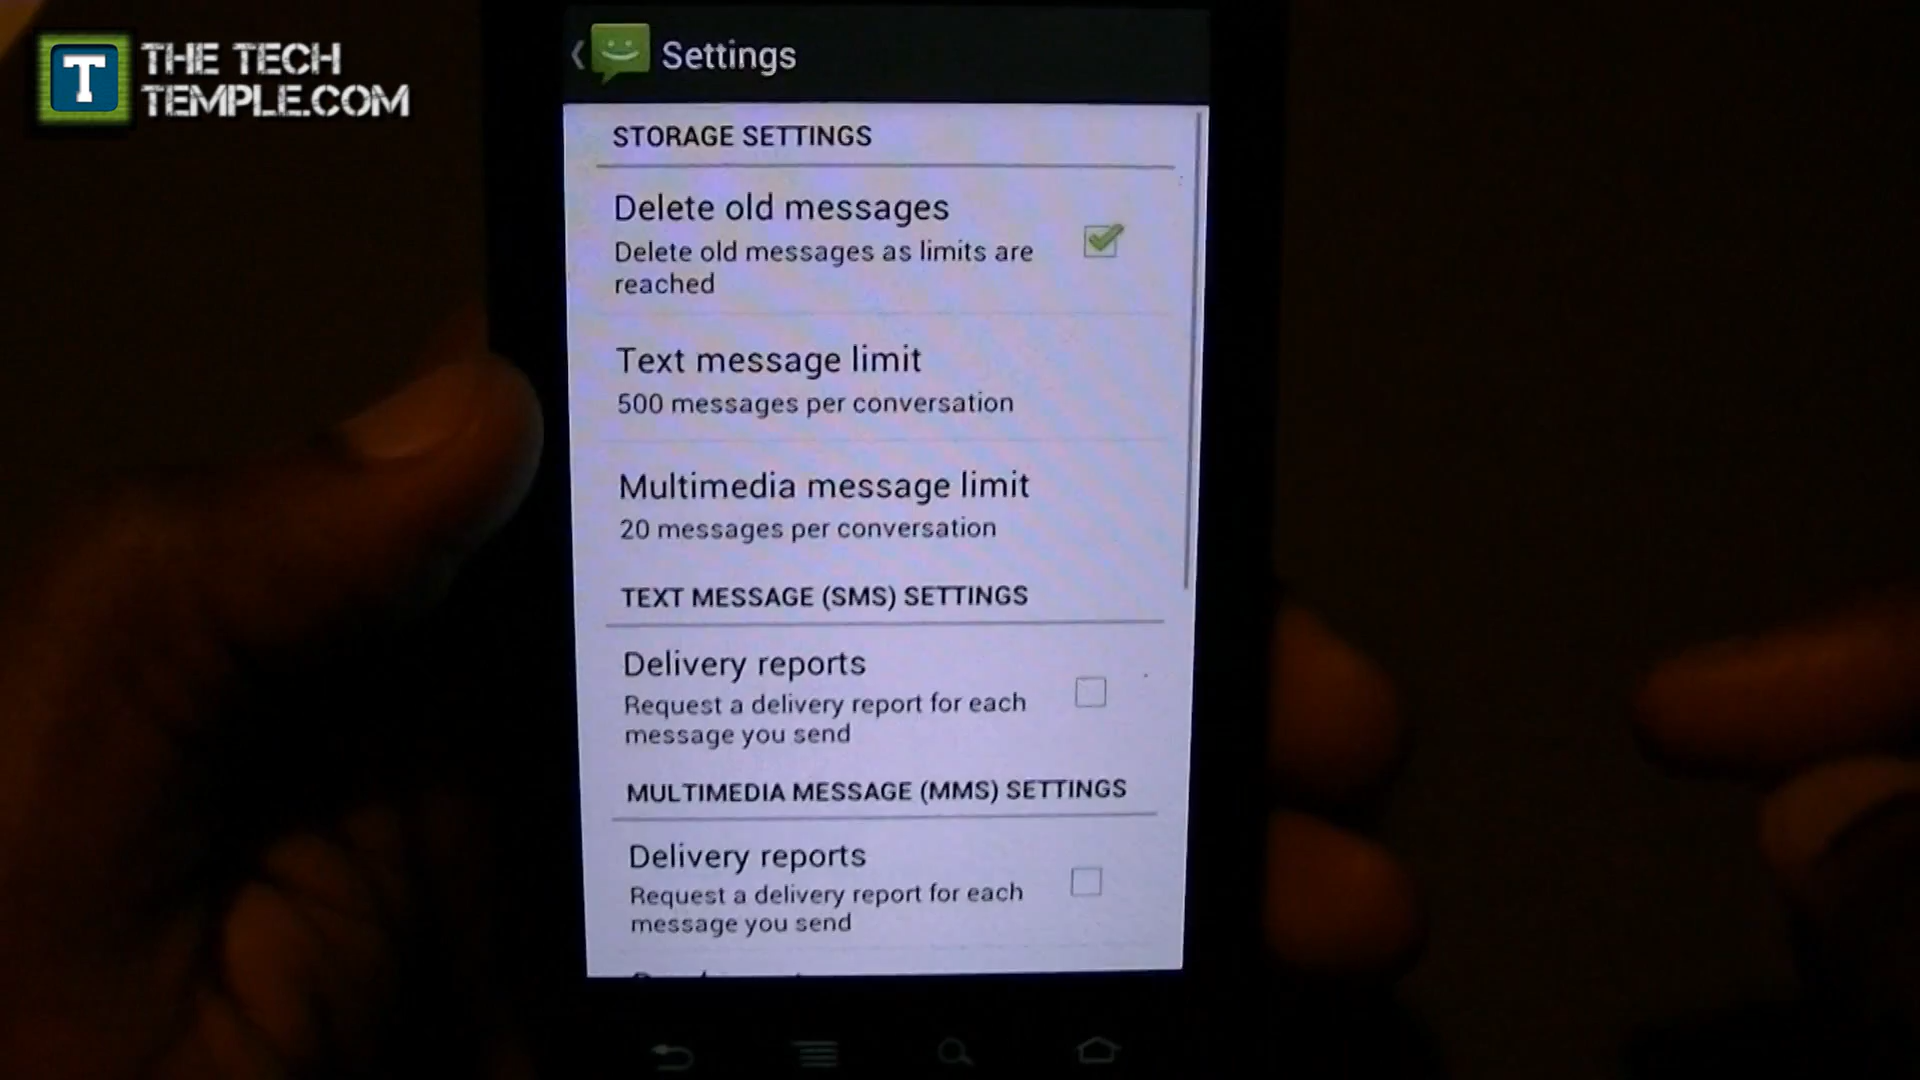 T THE TECH
TEMPLE.COM
Settings
STORAGE SETTINGS
Delete old messages
Delete old messages as limits are
reached
Text message limit
500 messages per conversation
Multimedia message limit
20 messages per conversation
TEXT MESSAGE (SMS) SETTINGS
Delivery reports
Request a delivery report for each
message you send
MULTIMEDIA MESSAGE (MMS) SETTINGS
Delivery reports
Request a delivery report for each
message you send